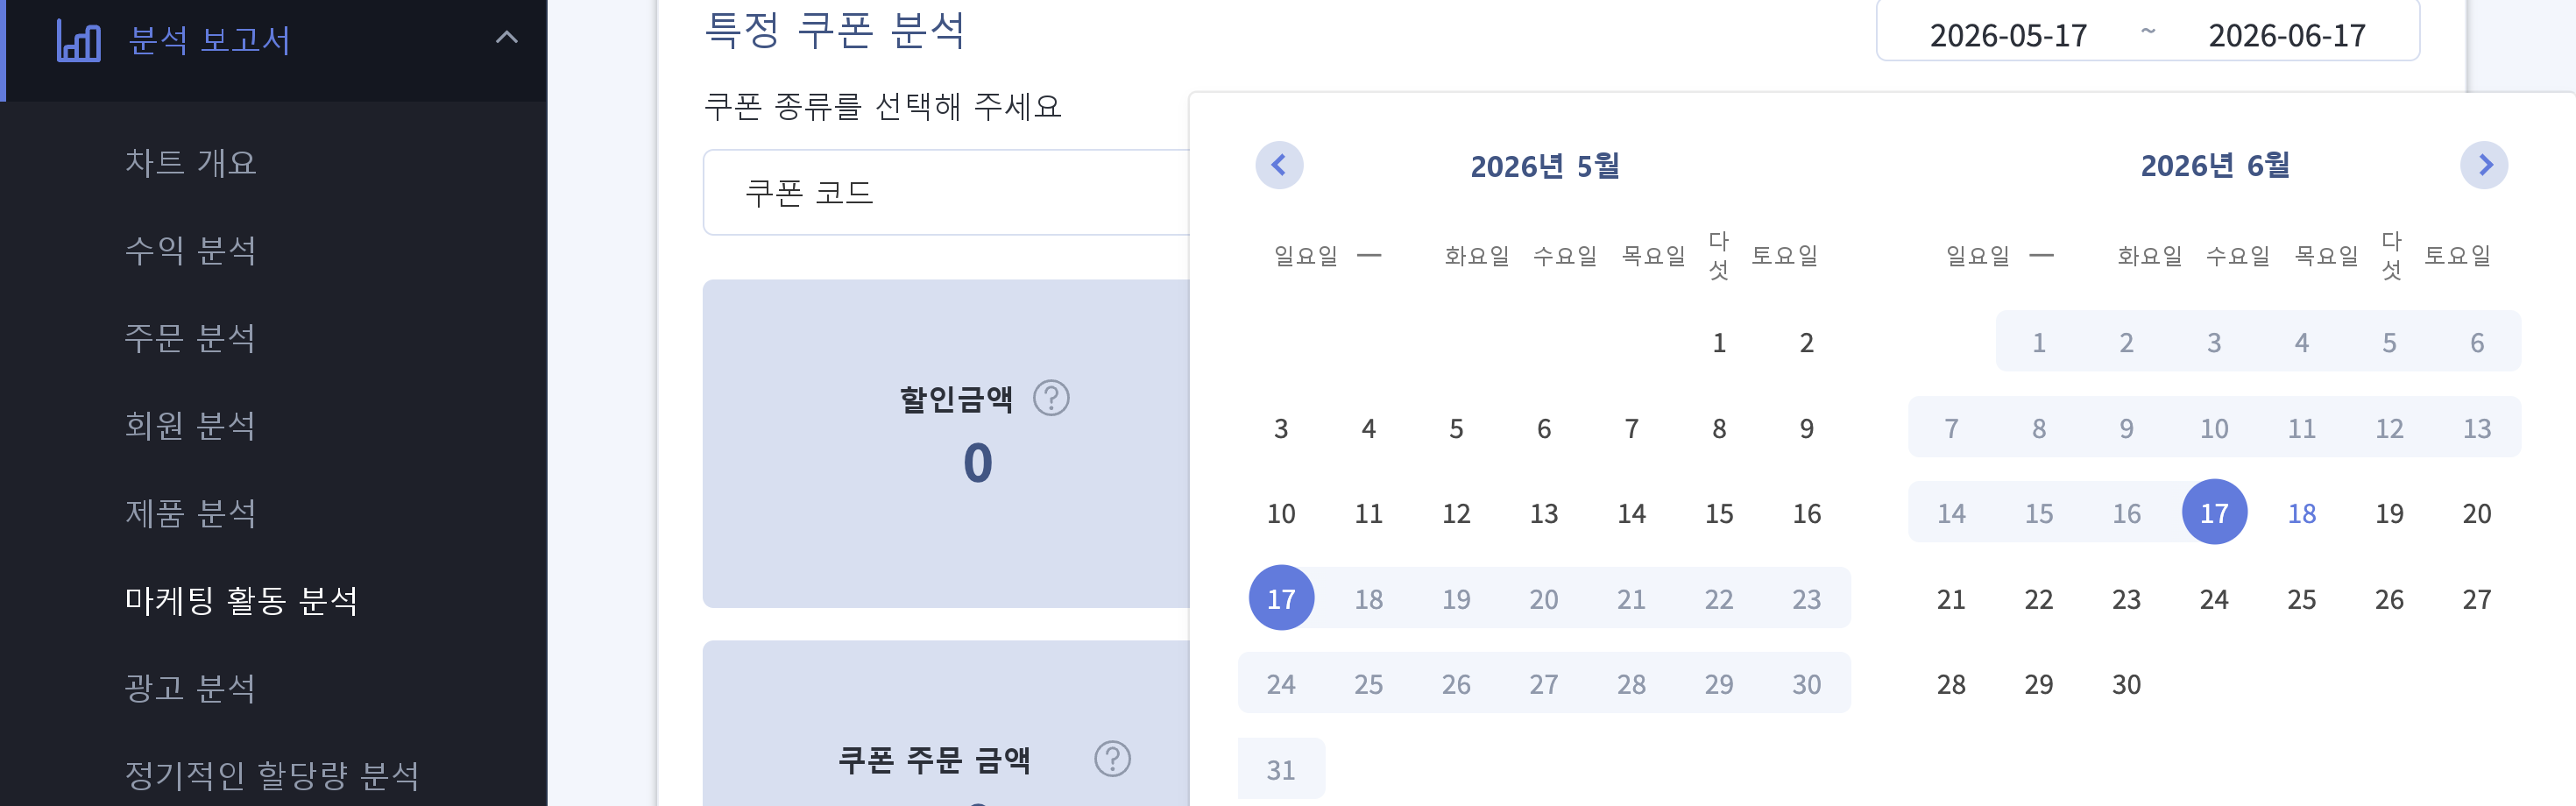 분석 보고서
차트 개요
수익 분석
주문 분석
회원 분석
제품 분석
마케팅 활동 분석
광고 분석
정기적인 할당량 분석
특정 쿠폰 분석
2026-05-17 ~ 2026-06-17
쿠폰 종류를 선택해 주세요
쿠폰 코드
할인금액 ?
0
쿠폰 주문 금액 ?
2026년 5월
일요일 一 화요일 수요일 목요일 다섯 토요일
1 2
3 4 5 6 7 8 9
10 11 12 13 14 15 16
17 18 19 20 21 22 23
24 25 26 27 28 29 30
31
2026년 6월
일요일 一 화요일 수요일 목요일 다섯 토요일
1 2 3 4 5 6
7 8 9 10 11 12 13
14 15 16 17 18 19 20
21 22 23 24 25 26 27
28 29 30